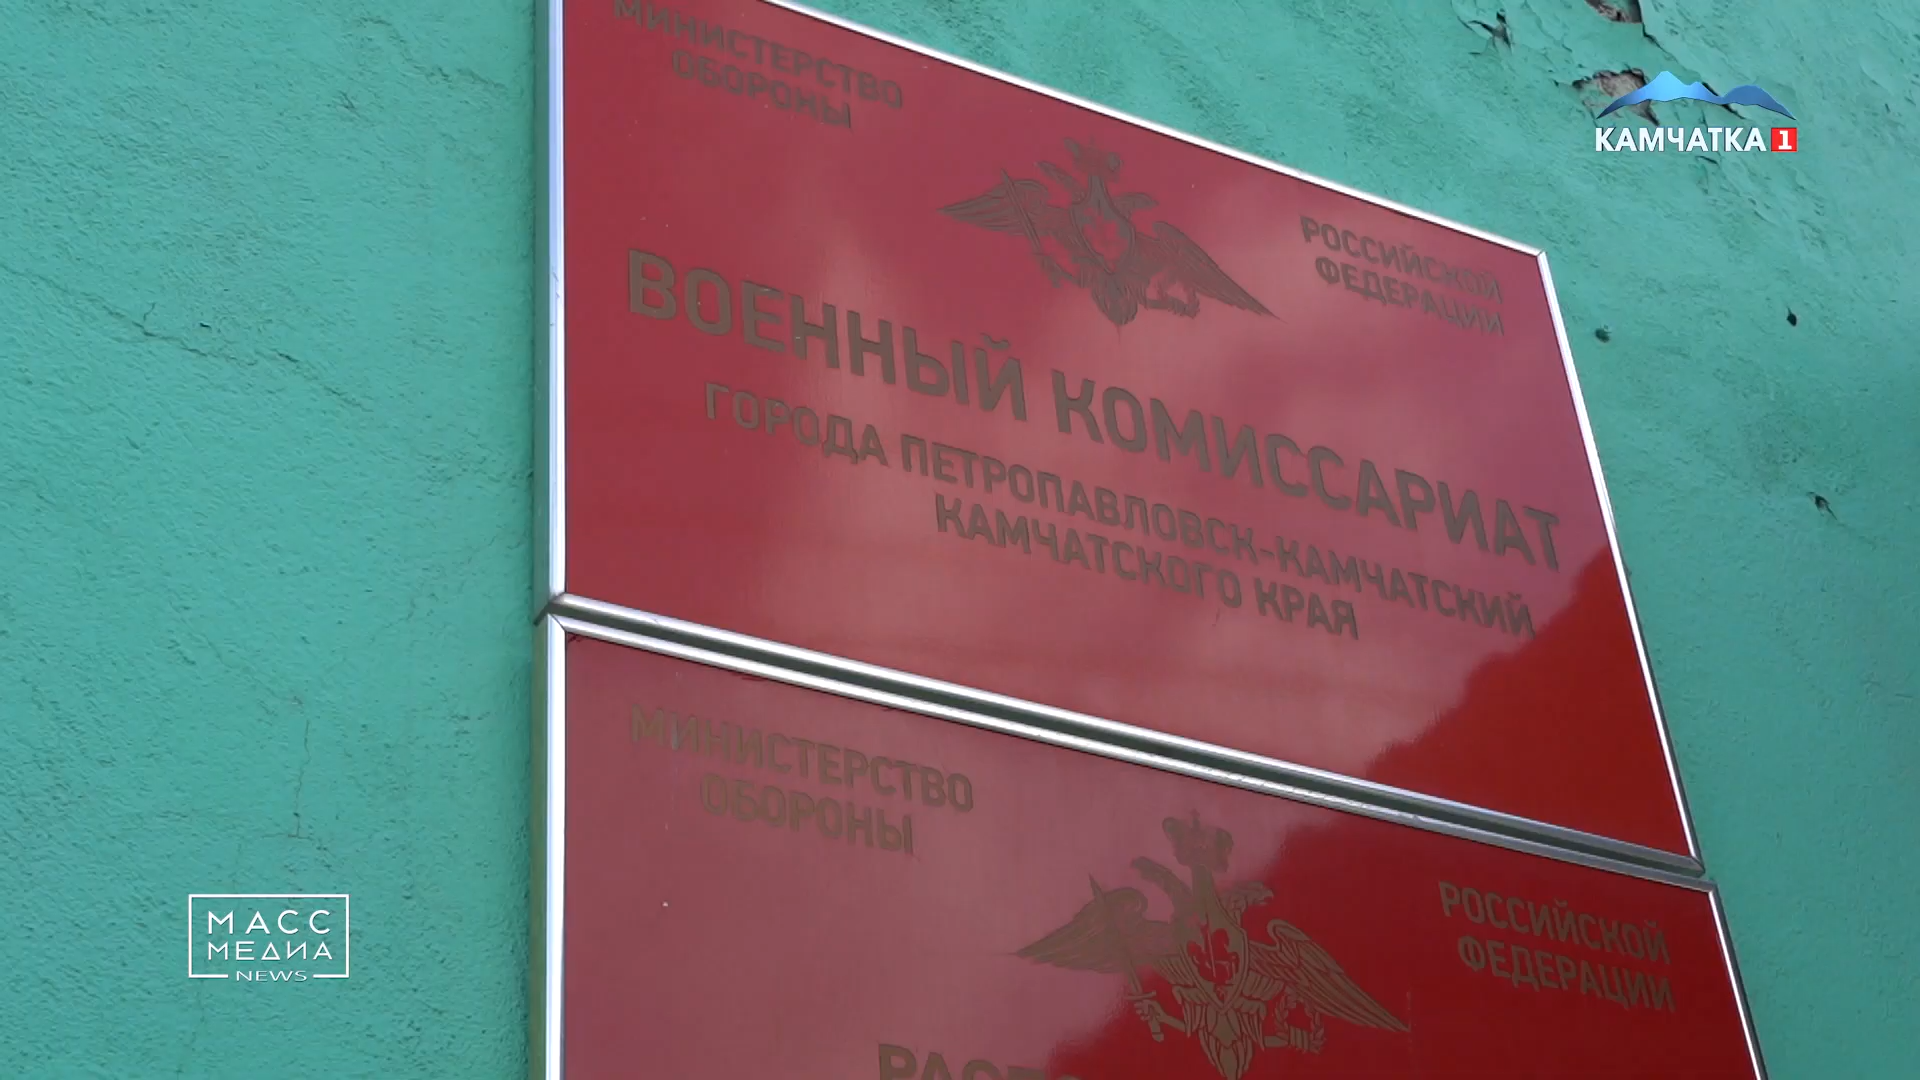 МИНИСТЕРСТВО
ОБОРОНЫ
РОССИЙСКОЙ
ФЕДЕРАЦИИ
ВОЕННЫЙ КОМИССАРИАТ
ГОРОДА ПЕТРОПАВЛОВСК-КАМЧАТСКИЙ
КАМЧАТСКОГО КРАЯ
МИНИСТЕРСТВО
ОБОРОНЫ
РОССИЙСКОЙ
ФЕДЕРАЦИИ
КАМЧАТКА 1
МАСС
МЕДИА
NEWS